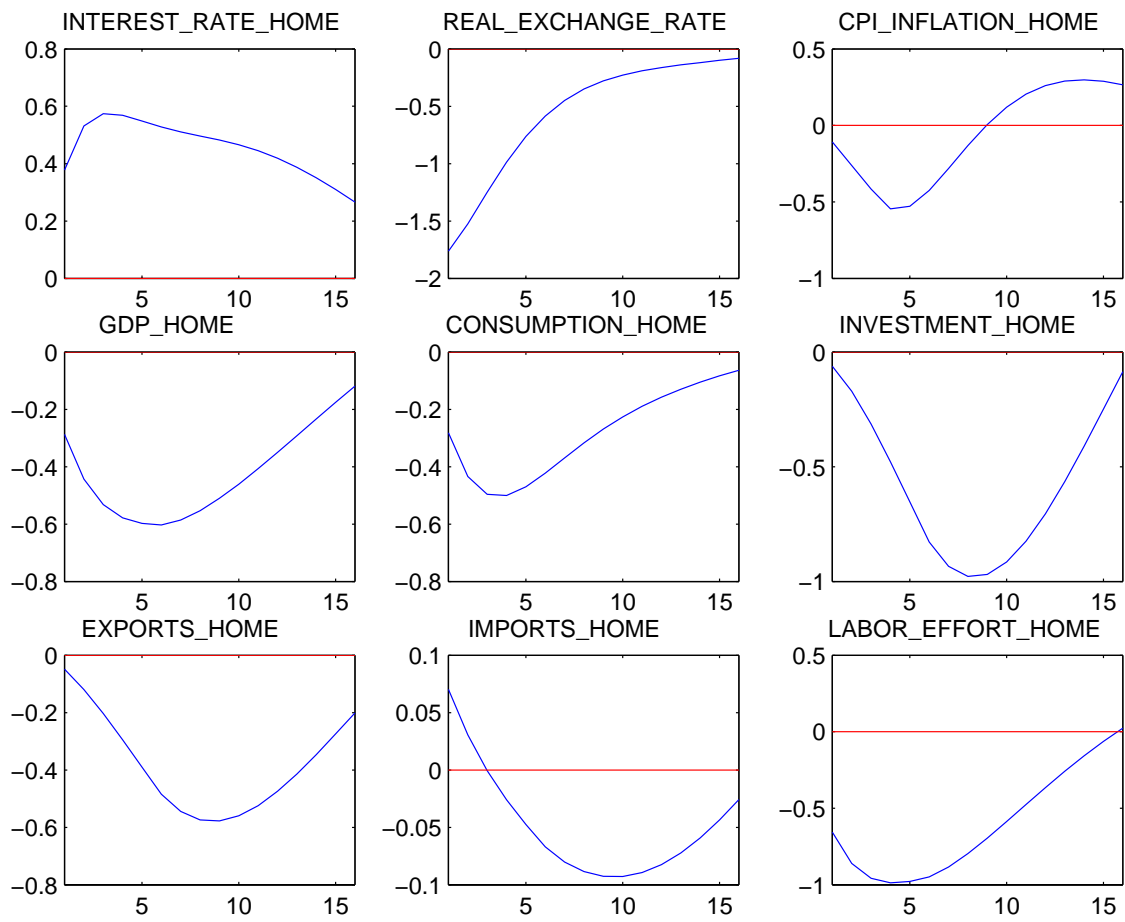 INTEREST_RATE_HOME
0.8
0.6
0.4
0.2
0
5 10 15
REAL_EXCHANGE_RATE
0
−0.5
−1
−1.5
−2
5 10 15
CPI_INFLATION_HOME
0.5
0
−0.5
−1
5 10 15
GDP_HOME
0
−0.2
−0.4
−0.6
−0.8
5 10 15
CONSUMPTION_HOME
0
−0.2
−0.4
−0.6
−0.8
5 10 15
INVESTMENT_HOME
0
−0.5
−1
5 10 15
EXPORTS_HOME
0
−0.2
−0.4
−0.6
−0.8
5 10 15
IMPORTS_HOME
0.1
0.05
0
−0.05
−0.1
5 10 15
LABOR_EFFORT_HOME
0.5
0
−0.5
−1
5 10 15